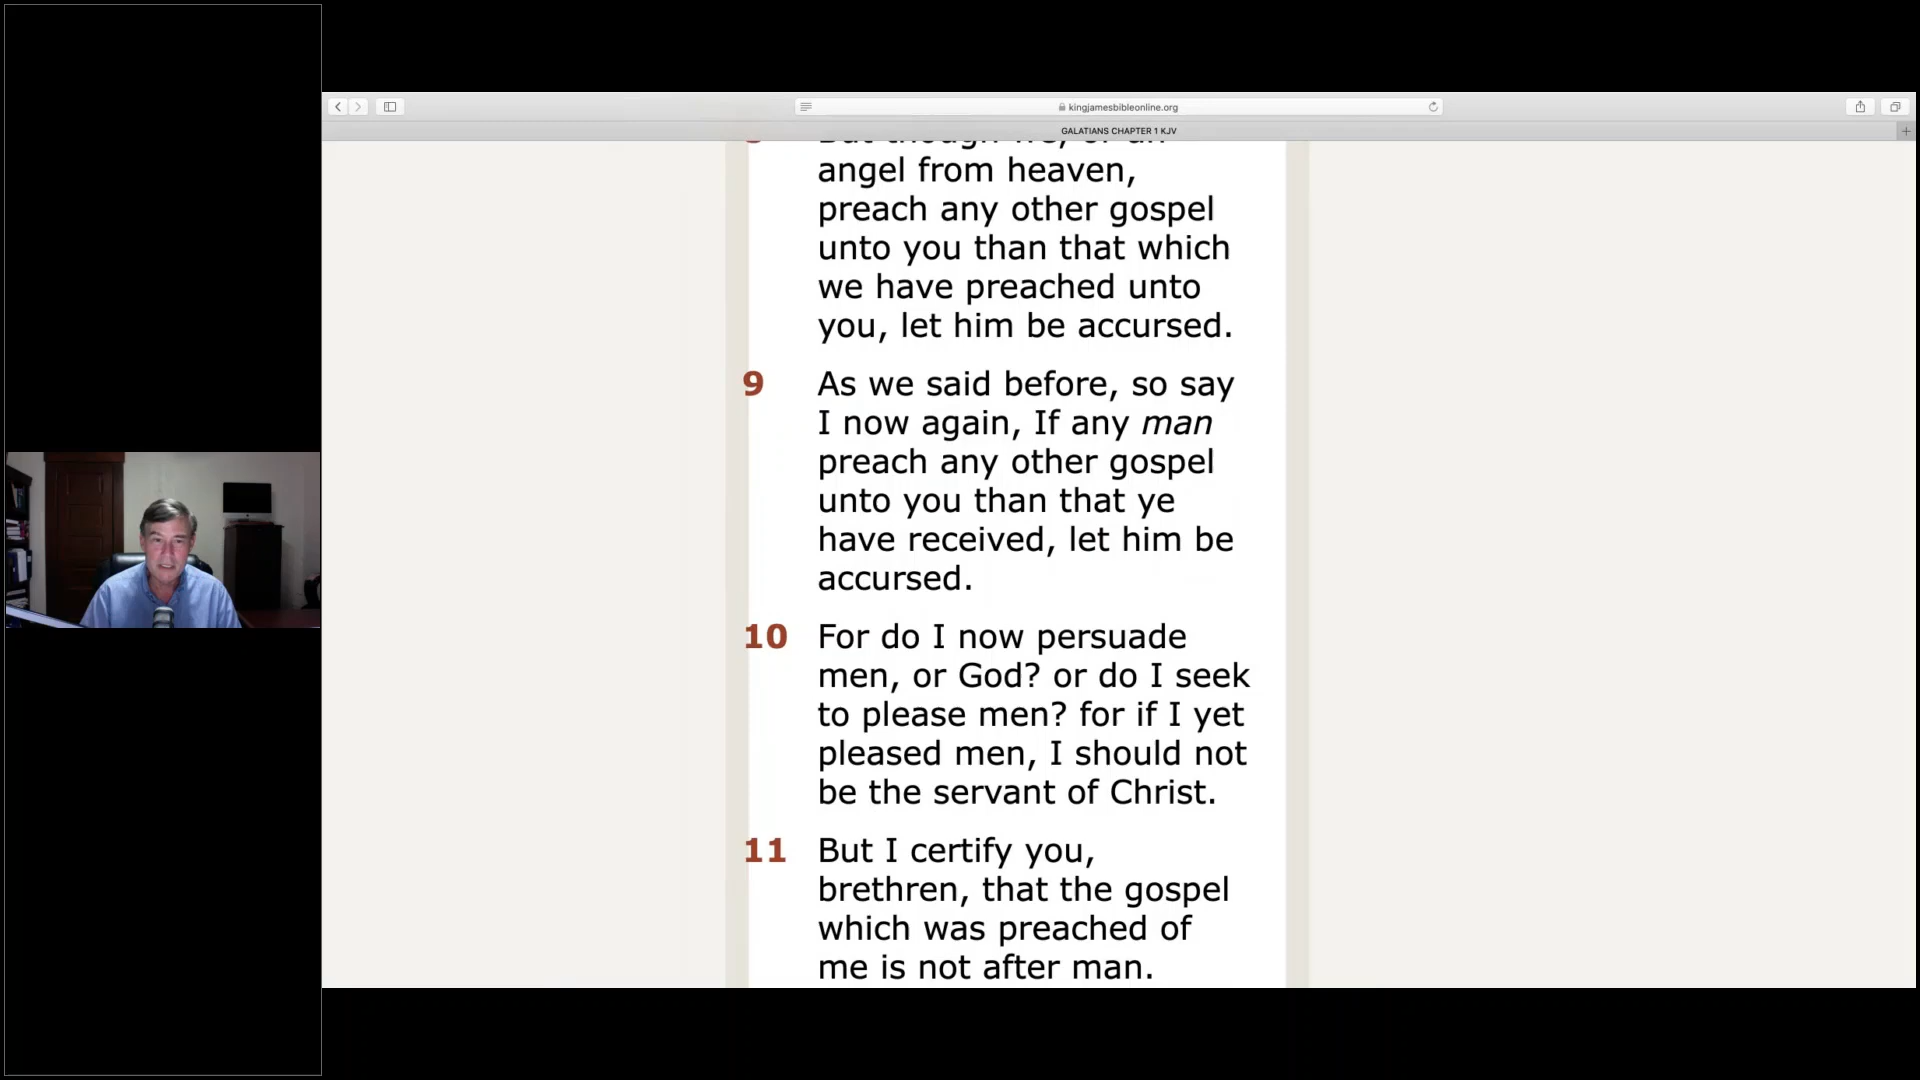 kingjamesbibleonline.org
GALATIANS CHAPTER 1 KJV
But though we, or an
angel from heaven,
preach any other gospel
unto you than that which
we have preached unto
you, let him be accursed.
9 As we said before, so say
I now again, If any man
preach any other gospel
unto you than that ye
have received, let him be
accursed.
10 For do I now persuade
men, or God? or do I seek
to please men? for if I yet
pleased men, I should not
be the servant of Christ.
11 But I certify you,
brethren, that the gospel
which was preached of
me is not after man.